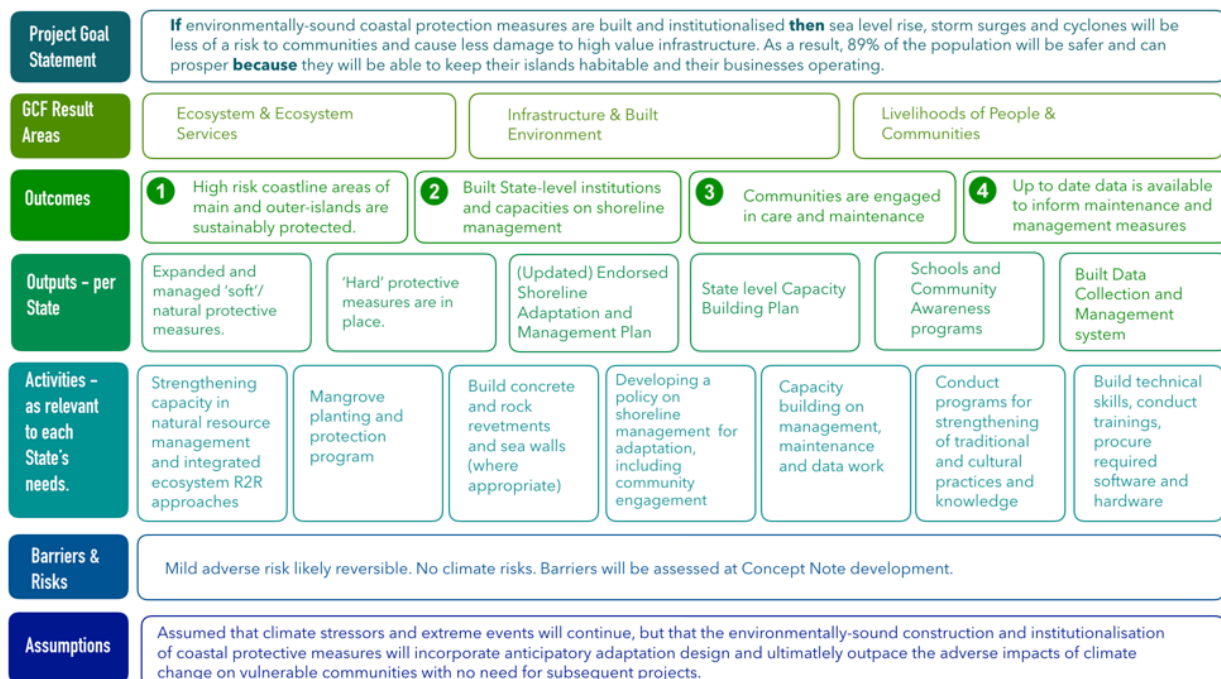 Project Goal
Statement
If environmentally-sound coastal protection measures are built and institutionalised then sea level rise, storm surges and cyclones will be
less of a risk to communities and cause less damage to high value infrastructure. As a result, 89% of the population will be safer and can
prosper because they will be able to keep their islands habitable and their businesses operating.
GCF Result
Areas
Ecosystem & Ecosystem
Services
Infrastructure & Built
Environment
Livelihoods of People &
Communities
Outcomes
1
High risk coastline areas of
main and outer-islands are
sustainably protected.
2
Built State-level institutions
and capacities on shoreline
management
3
Communities are engaged
in care and maintenance
4
Up to date data is available
to inform maintenance and
management measures
Outputs – per
State
Expanded and
managed ‘soft’/
natural protective
measures.
‘Hard’ protective
measures are in
place.
(Updated) Endorsed
Shoreline
Adaptation and
Management Plan
State level Capacity
Building Plan
Schools and
Community
Awareness
programs
Built Data
Collection and
Management
system
Activities –
as relevant
to each
State's
needs.
Strengthening
capacity in
natural resource
management
and integrated
ecosystem R2R
approaches
Mangrove
planting and
protection
program
Build concrete
and rock
revetments
and sea walls
(where
appropriate)
Developing a
policy on
shoreline
management for
adaptation,
including
community
engagement
Capacity
building on
management,
maintenance
and data work
Conduct
programs for
strengthening
of traditional
and cultural
practices and
knowledge
Build technical
skills, conduct
trainings,
procure
required
software and
hardware
Barriers &
Risks
Mild adverse risk likely reversible. No climate risks. Barriers will be assessed at Concept Note development.
Assumptions
Assumed that climate stressors and extreme events will continue, but that the environmentally-sound construction and institutionalisation
of coastal protective measures will incorporate anticipatory adaptation design and ultimatlely outpace the adverse impacts of climate
change on vulnerable communities with no need for subsequent projects.